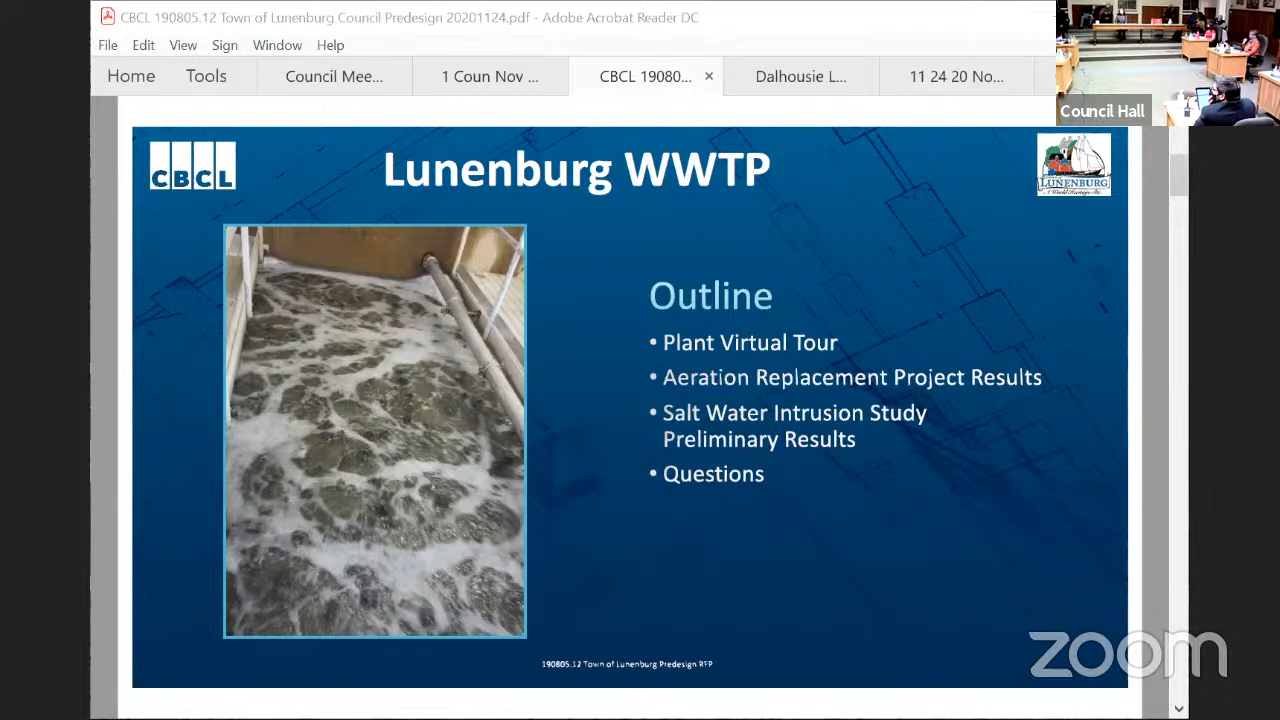 CBCL 190805.12 Town of Lunenburg Council Predesign 20201124.pdf - Adobe Acrobat Reader DC
File Edit View Sign Window Help
Home Tools Council Mee... 1 Coun Nov ... CBCL 19080... × Dalhousie L... 11 24 20 No...
Council Hall
CBCL
Lunenburg WWTP
LUNENBURG
Outline
• Plant Virtual Tour
• Aeration Replacement Project Results
• Salt Water Intrusion Study
Preliminary Results
• Questions
190805.12 Town of Lunenburg Predesign RFP
zoom